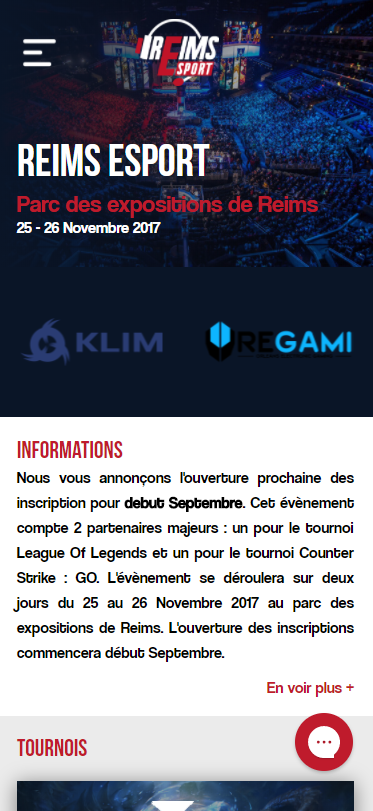 REIMS
ESPORT
REIMS ESPORT
Parc des expositions de Reims
25 - 26 Novembre 2017
KLIM
REGAMI
INFORMATIONS
Nous vous annonçons l'ouverture prochaine des
inscription pour debut Septembre. Cet évènement
compte 2 partenaires majeurs : un pour le tournoi
League Of Legends et un pour le tournoi Counter
Strike : GO. L'évènement se déroulera sur deux
jours du 25 au 26 Novembre 2017 au parc des
expositions de Reims. L'ouverture des inscriptions
commencera début Septembre.
En voir plus +
TOURNOIS